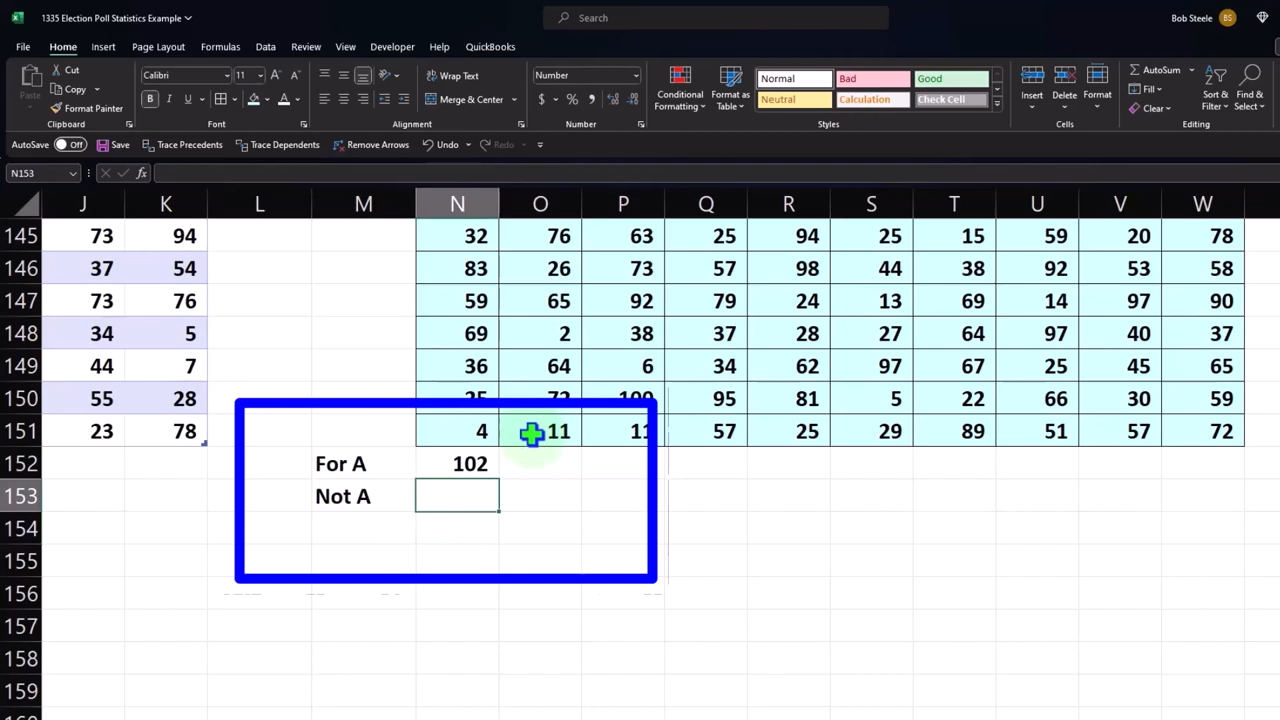 1335 Election Poll Statistics Example
Search
Bob Steele
BS
File Home Insert Page Layout Formulas Data Review View Developer Help QuickBooks
Paste
Cut
Copy
Format Painter
Clipboard
Calibri 11
B I U
Font
Wrap Text
Merge & Center
Alignment
Number
$ %
Number
Conditional Formatting
Format as Table
Normal Bad Good
Neutral Calculation Check Cell
Styles
Insert Delete Format
Cells
AutoSum
Fill
Clear
Sort & Filter
Find & Select
Editing
AutoSave Off Save Trace Precedents Trace Dependents Remove Arrows Undo Redo
N153 fx
J K L M N O P Q R S T U V W
145 73 94 32 76 63 25 94 25 15 59 20 78
146 37 54 83 26 73 57 98 44 38 92 53 58
147 73 76 59 65 92 79 24 13 69 14 97 90
148 34 5 69 2 38 37 28 27 64 97 40 37
149 44 7 36 64 6 34 62 97 67 25 45 65
150 55 28 95 81 5 22 66 30 59
151 23 78 4 11 11 57 25 29 89 51 57 72
152 For A 102
153 Not A
154
155
156
157
158
159